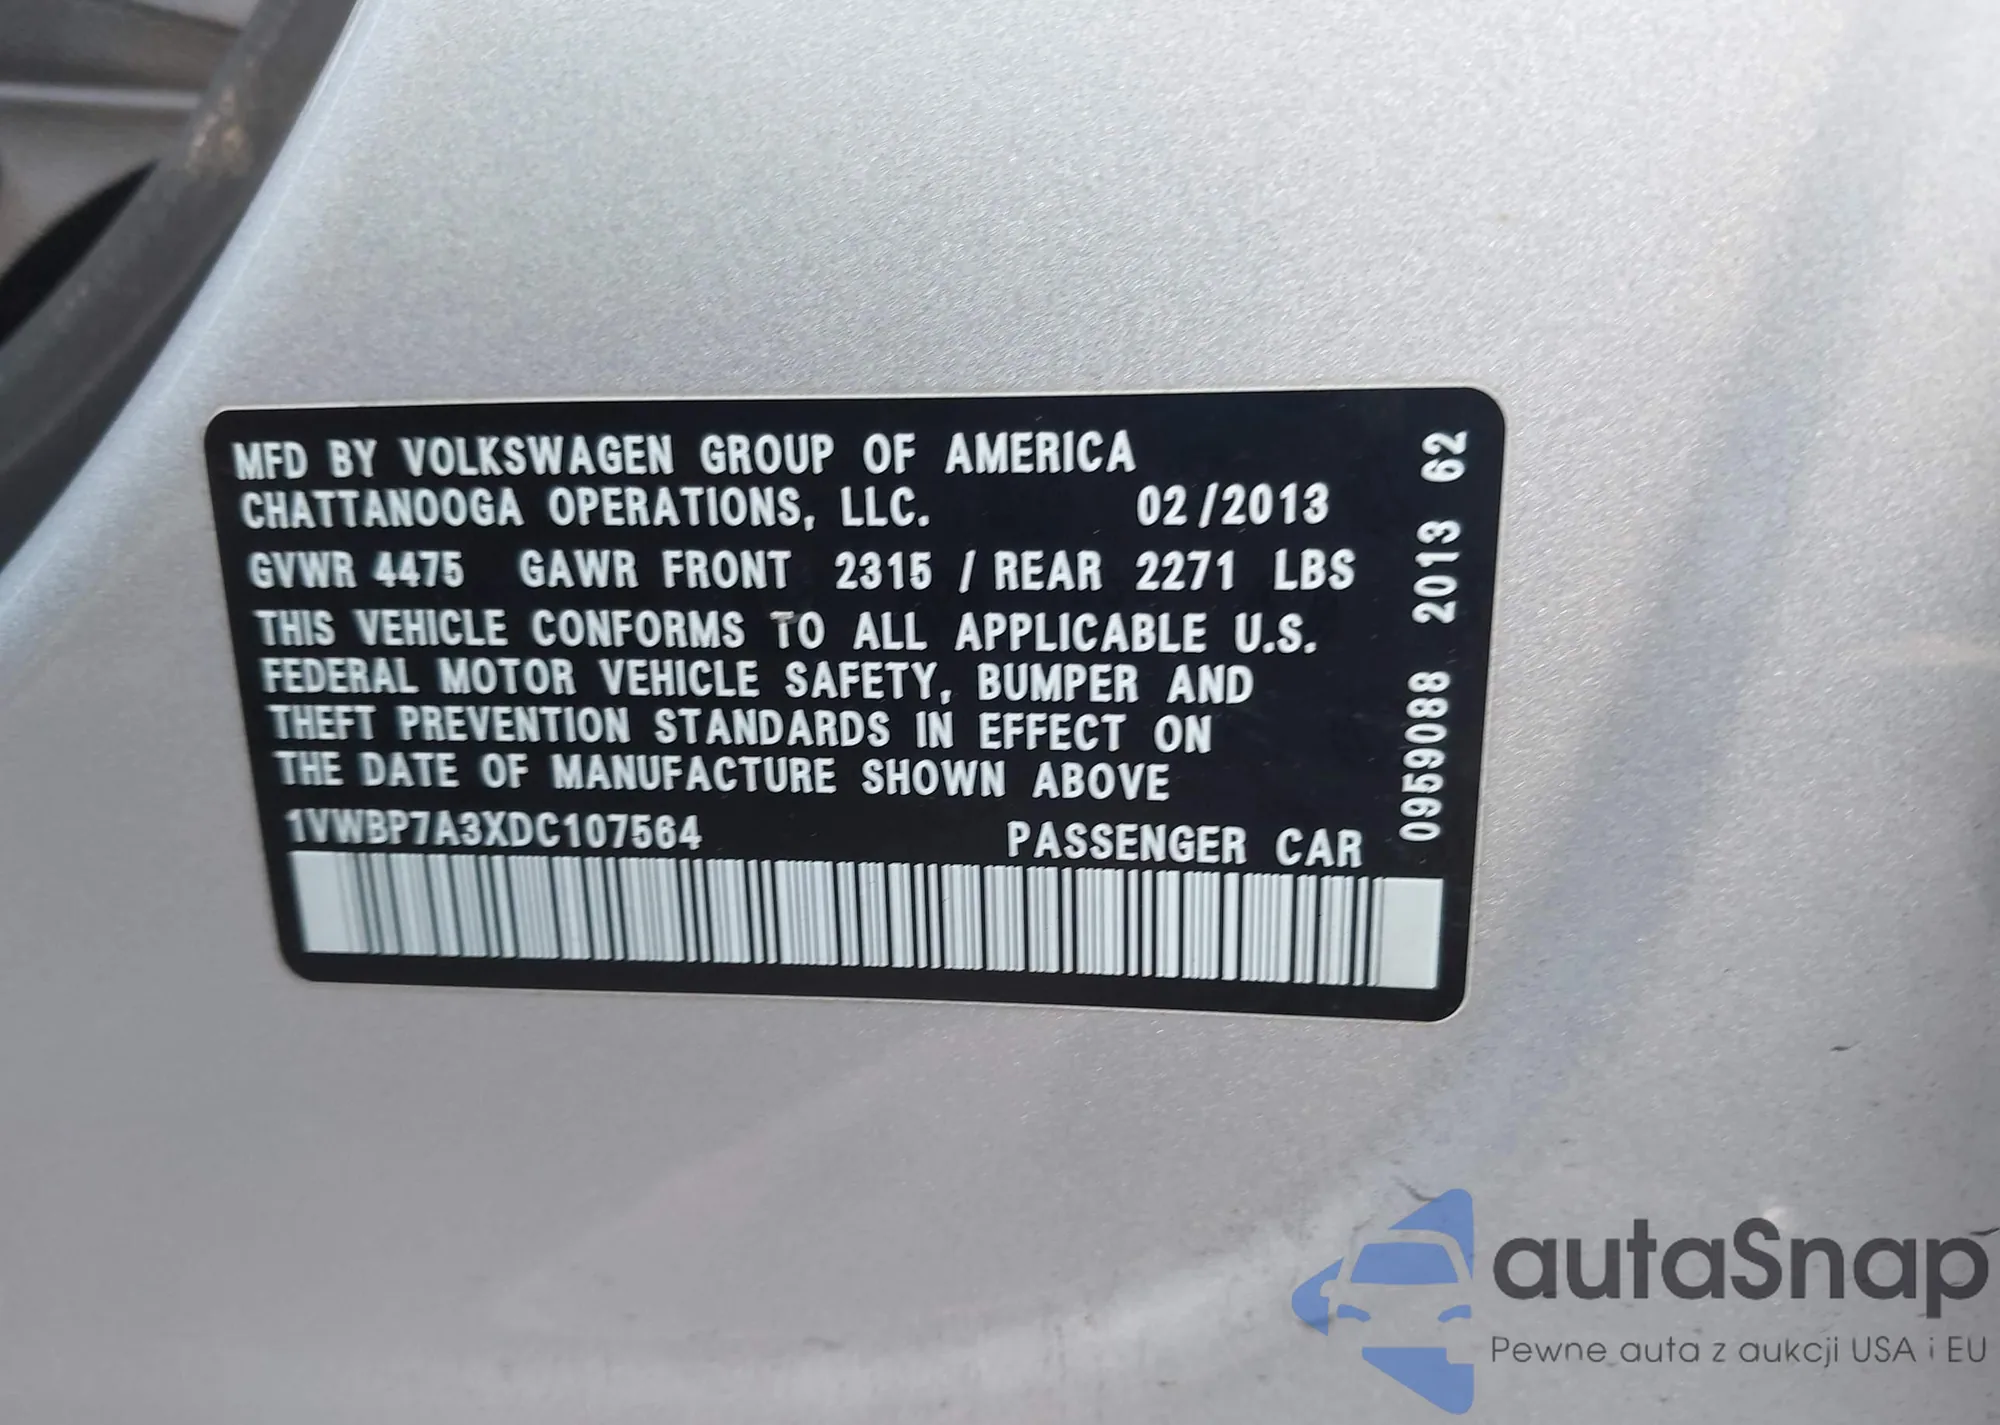 MFD BY VOLKSWAGEN GROUP OF AMERICA
CHATTANOOGA OPERATIONS, LLC. 02/2013
GVWR 4475 GAWR FRONT 2315 / REAR 2271 LBS
THIS VEHICLE CONFORMS TO ALL APPLICABLE U.S.
FEDERAL MOTOR VEHICLE SAFETY, BUMPER AND
THEFT PREVENTION STANDARDS IN EFFECT ON
THE DATE OF MANUFACTURE SHOWN ABOVE
1VWBP7A3XDC107564 PASSENGER CAR
0959088 2013 62
autaSnap
Pewne auta z aukcji USA i EU